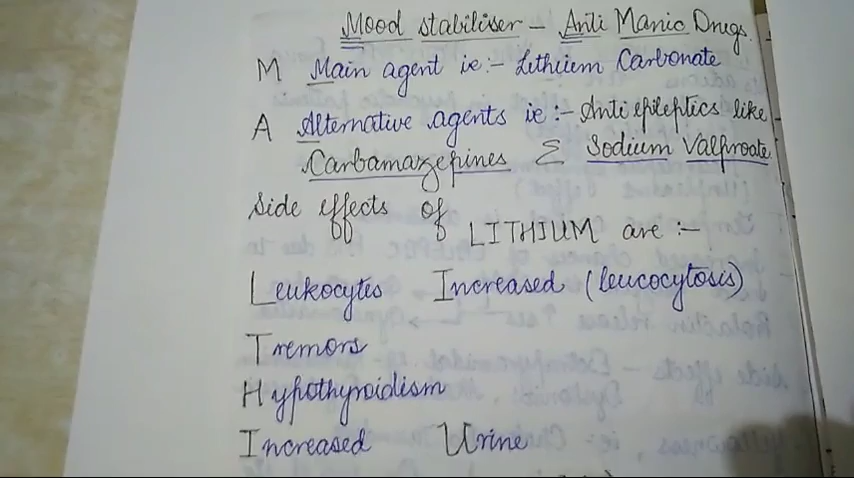 Mood stabiliser - Anti Manic Drugs.
M Main agent ie:- Lithium Carbonate
A Alternative agents ie:- Anti epileptics like
Carbamazepines & Sodium Valproate
Side effects of LITHIUM are :-
Leukocytes Increased (leucocytosis)
Tremors
Hypothyroidism
Increased Urine